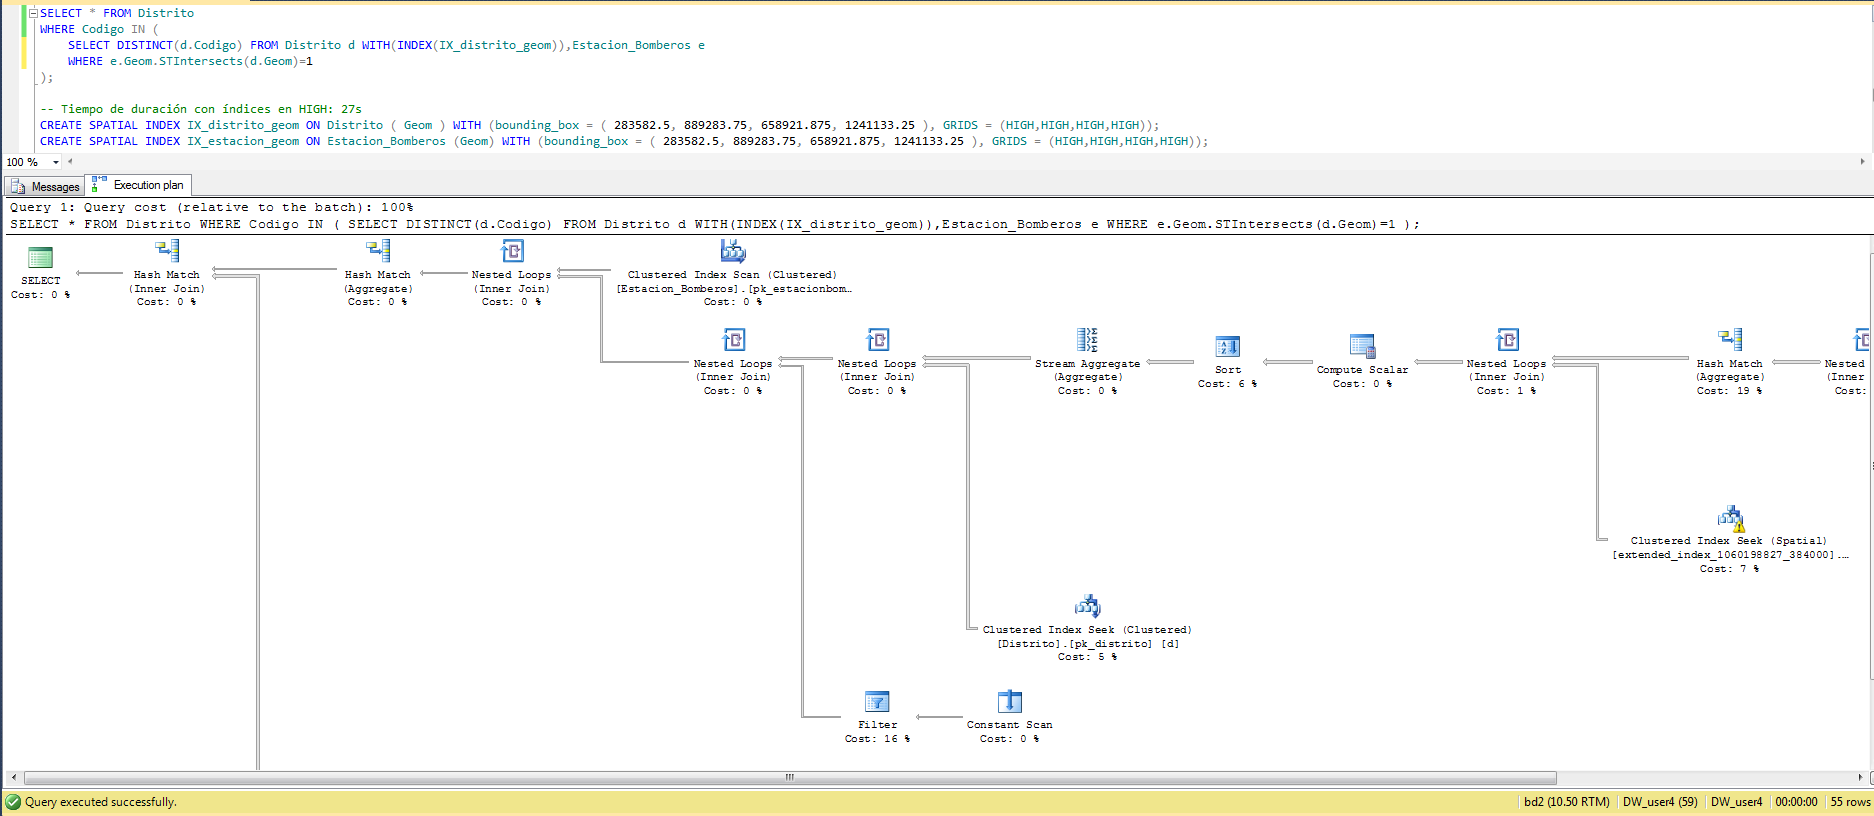 SELECT * FROM Distrito
WHERE Codigo IN (
SELECT DISTINCT(d.Codigo) FROM Distrito d WITH(INDEX(IX_distrito_geom)),Estacion_Bomberos e
WHERE e.Geom.STIntersects(d.Geom)=1
);
-- Tiempo de duración con índices en HIGH: 27s
CREATE SPATIAL INDEX IX_distrito_geom ON Distrito ( Geom ) WITH (bounding_box = ( 283582.5, 889283.75, 658921.875, 1241133.25 ), GRIDS = (HIGH,HIGH,HIGH,HIGH));
CREATE SPATIAL INDEX IX_estacion_geom ON Estacion_Bomberos (Geom) WITH (bounding_box = ( 283582.5, 889283.75, 658921.875, 1241133.25 ), GRIDS = (HIGH,HIGH,HIGH,HIGH));
100 %
Messages Execution plan
Query 1: Query cost (relative to the batch): 100%
SELECT * FROM Distrito WHERE Codigo IN ( SELECT DISTINCT(d.Codigo) FROM Distrito d WITH(INDEX(IX_distrito_geom)),Estacion_Bomberos e WHERE e.Geom.STIntersects(d.Geom)=1 );
SELECT
Cost: 0 %
Hash Match
(Inner Join)
Cost: 0 %
Hash Match
(Aggregate)
Cost: 0 %
Nested Loops
(Inner Join)
Cost: 0 %
Clustered Index Scan (Clustered)
[Estacion_Bomberos].[pk_estacionbom…
Cost: 0 %
Nested Loops
(Inner Join)
Cost: 0 %
Nested Loops
(Inner Join)
Cost: 0 %
Stream Aggregate
(Aggregate)
Cost: 0 %
Sort
Cost: 6 %
Compute Scalar
Cost: 0 %
Nested Loops
(Inner Join)
Cost: 1 %
Hash Match
(Aggregate)
Cost: 19 %
Nested
(Inner
Cost:
Clustered Index Seek (Spatial)
[extended_index_1060198827_384000].…
Cost: 7 %
Clustered Index Seek (Clustered)
[Distrito].[pk_distrito] [d]
Cost: 5 %
Filter
Cost: 16 %
Constant Scan
Cost: 0 %
Query executed successfully.
bd2 (10.50 RTM) DW_user4 (59) DW_user4 00:00:00 55 rows